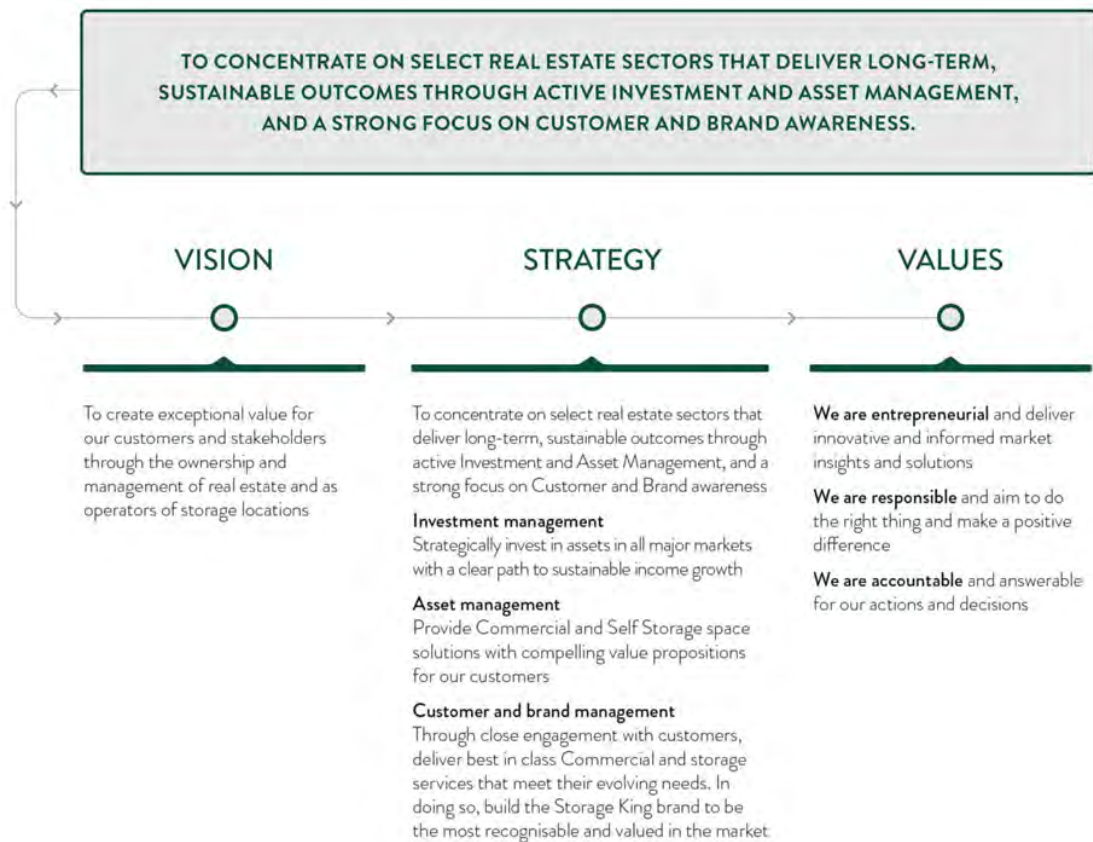 TO CONCENTRATE ON SELECT REAL ESTATE SECTORS THAT DELIVER LONG-TERM,
SUSTAINABLE OUTCOMES THROUGH ACTIVE INVESTMENT AND ASSET MANAGEMENT,
AND A STRONG FOCUS ON CUSTOMER AND BRAND AWARENESS.
VISION
To create exceptional value for
our customers and stakeholders
through the ownership and
management of real estate and as
operators of storage locations
STRATEGY
To concentrate on select real estate sectors that
deliver long-term, sustainable outcomes through
active Investment and Asset Management, and a
strong focus on Customer and Brand awareness
Investment management
Strategically invest in assets in all major markets
with a clear path to sustainable income growth
Asset management
Provide Commercial and Self Storage space
solutions with compelling value propositions
for our customers
Customer and brand management
Through close engagement with customers,
deliver best in class Commercial and storage
services that meet their evolving needs. In
doing so, build the Storage King brand to be
the most recognisable and valued in the market
VALUES
We are entrepreneurial and deliver
innovative and informed market
insights and solutions
We are responsible and aim to do
the right thing and make a positive
difference
We are accountable and answerable
for our actions and decisions